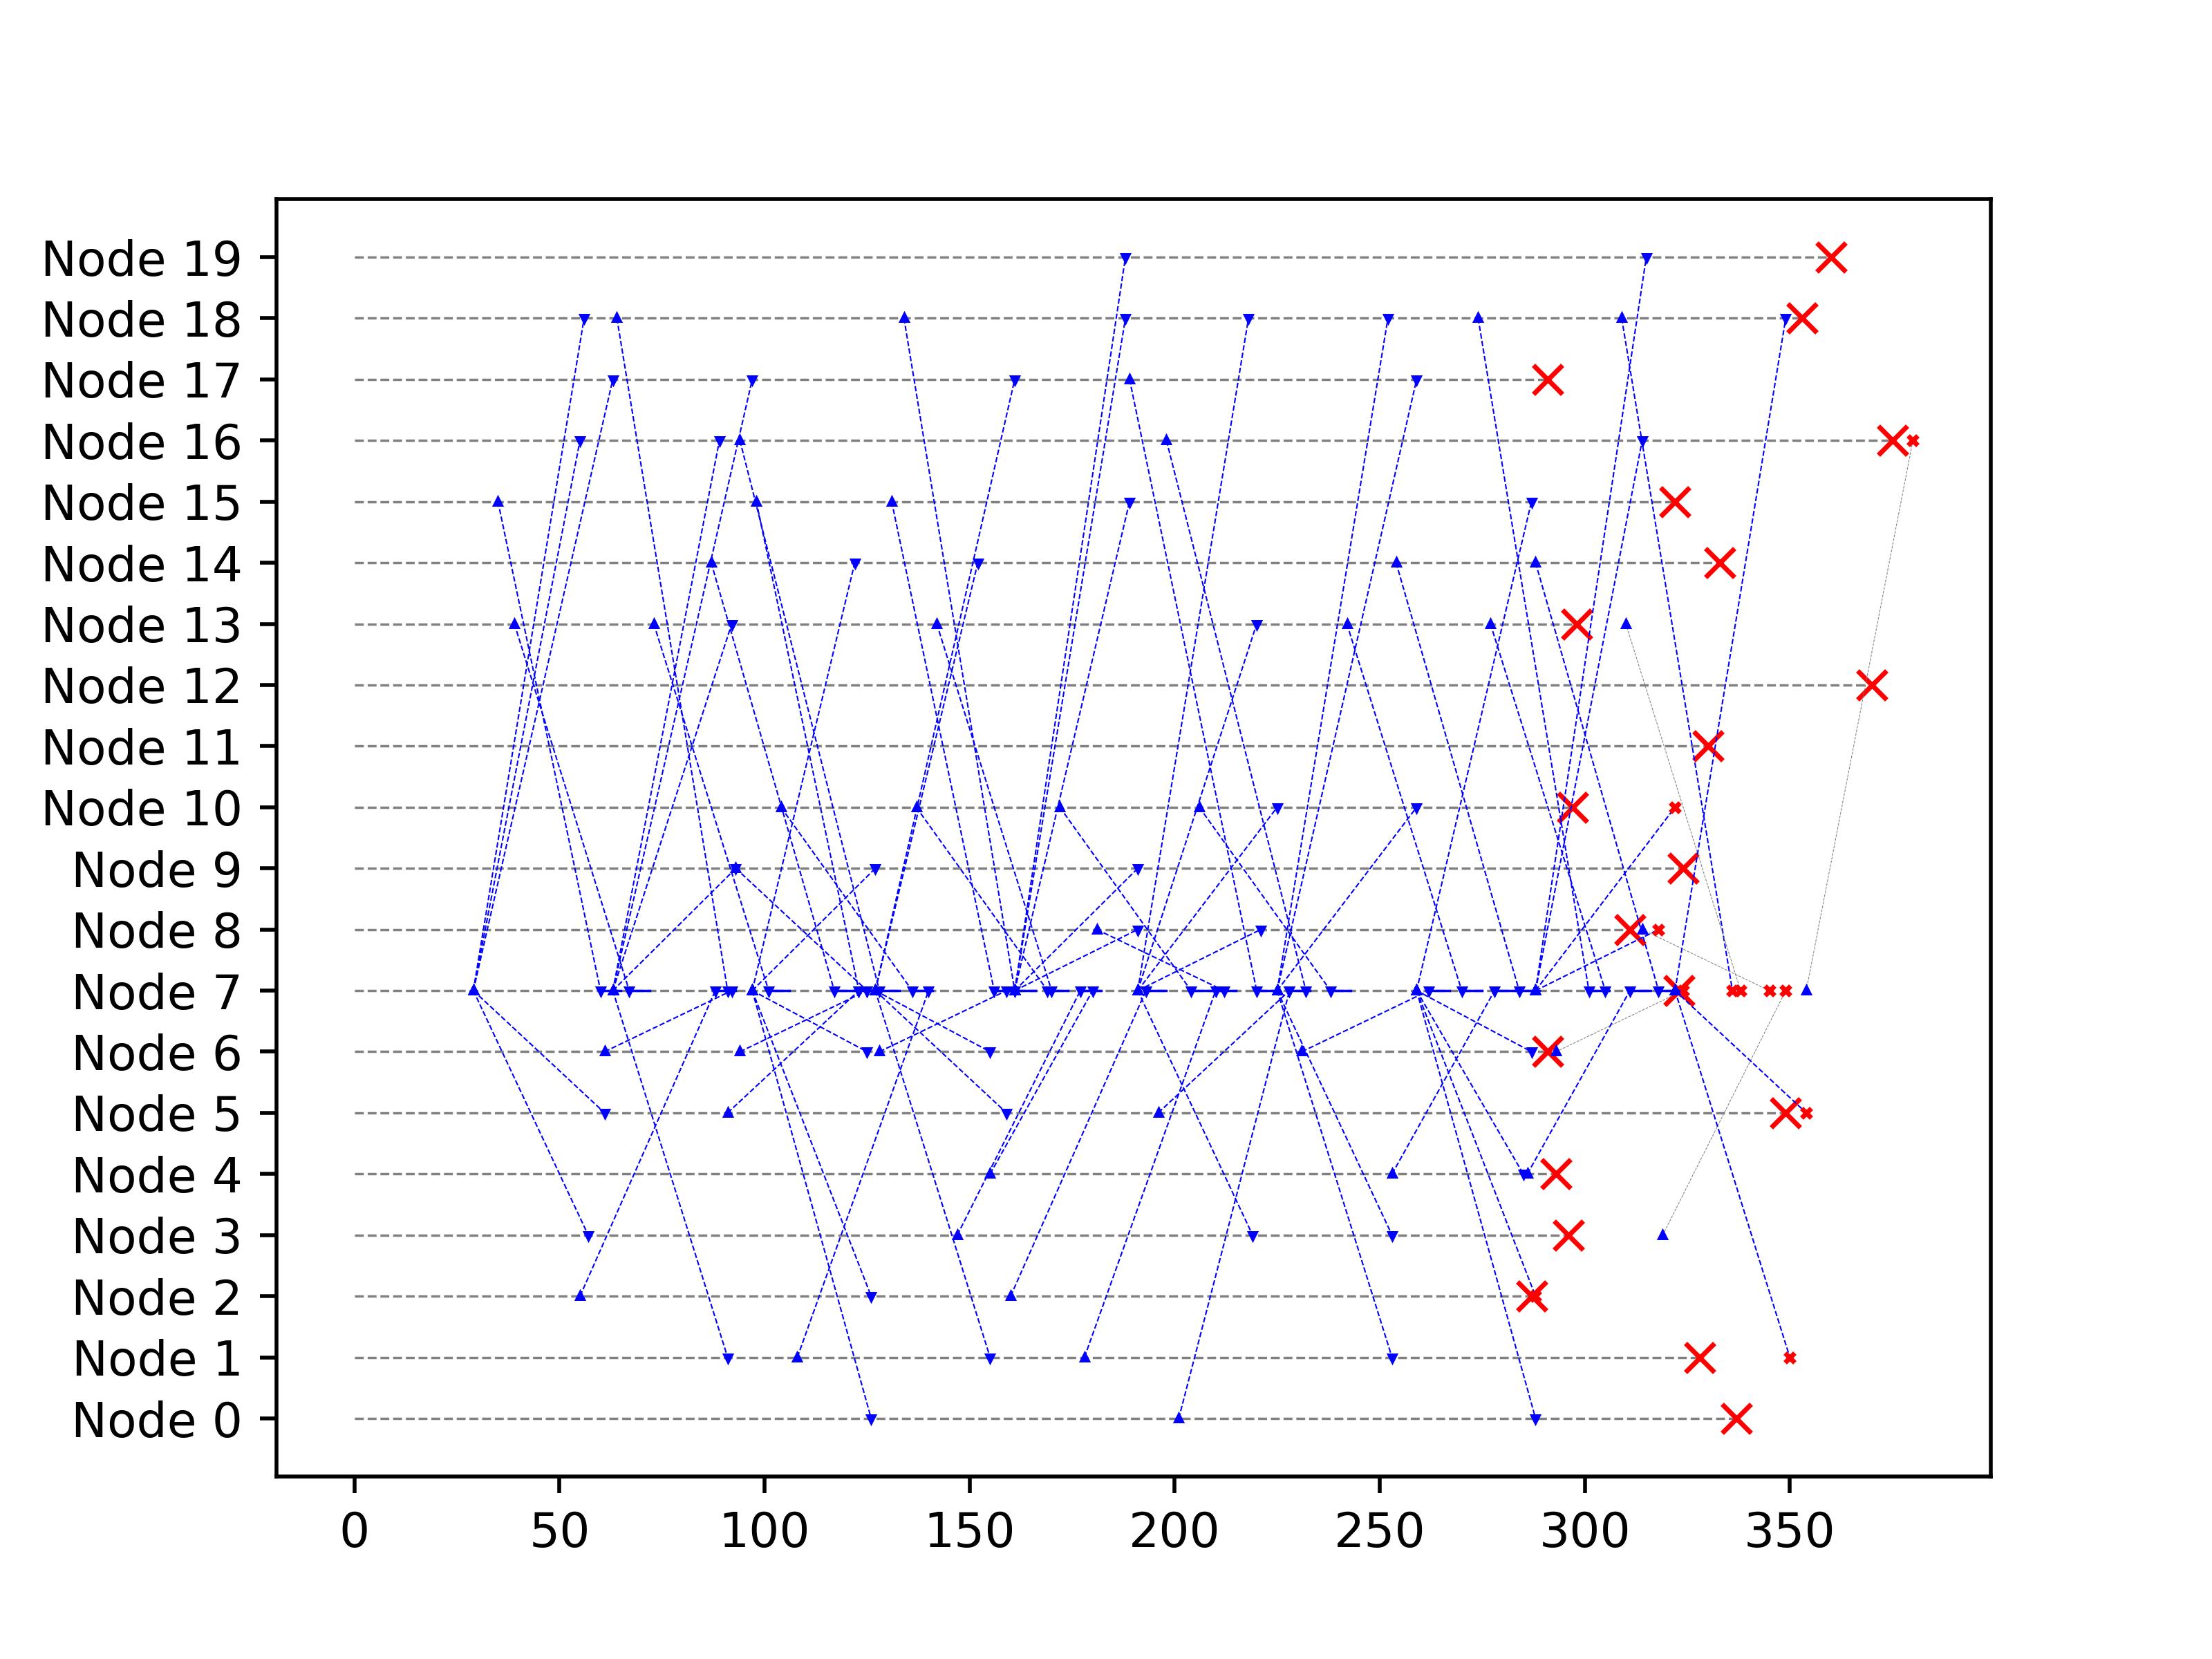 Node 19
Node 18
Node 17
Node 16
Node 15
Node 14
Node 13
Node 12
Node 11
Node 10
Node 9
Node 8
Node 7
Node 6
Node 5
Node 4
Node 3
Node 2
Node 1
Node 0
0 50 100 150 200 250 300 350